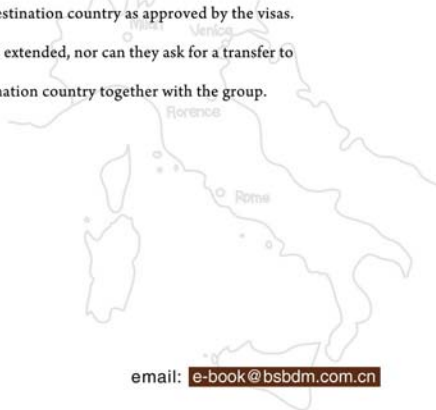 estination country as approved by the visas.
Milan
Venice
extended, nor can they ask for a transfer to
nation country together with the group.
Florence
Rome
email: e-book@bsbdm.com.cn